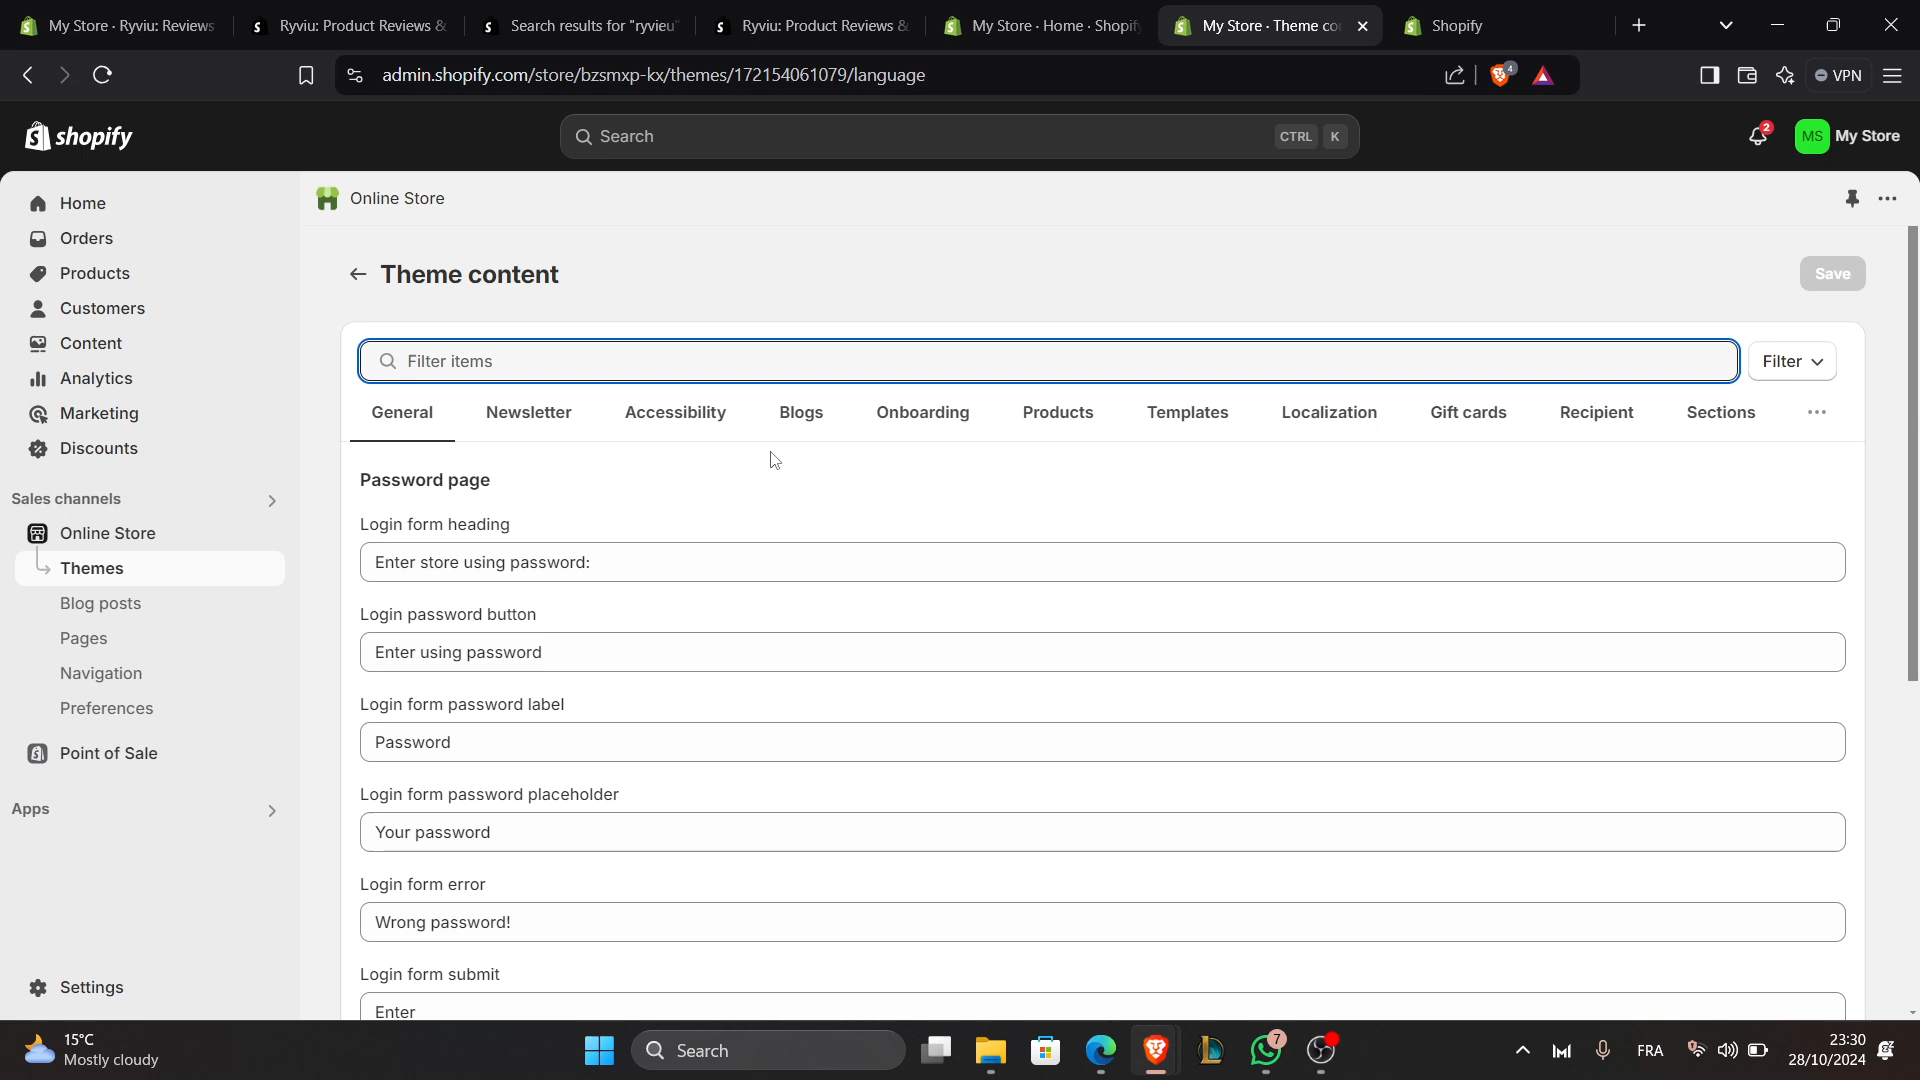 My Store · Ryviu: Reviews
Ryviu: Product Reviews &
Search results for "ryvieu"
Ryviu: Product Reviews &
My Store · Home · Shopify
My Store · Theme co
Shopify
admin.shopify.com/store/bzsmxp-kx/themes/172154061079/language
4
VPN
shopify
Search
CTRL K
2
MS
My Store
Home
Orders
Products
Customers
Content
Analytics
Marketing
Discounts
Sales channels
Online Store
Themes
Blog posts
Pages
Navigation
Preferences
Point of Sale
Apps
Settings
Online Store
Theme content
Save
Filter items
Filter
General Newsletter Accessibility Blogs Onboarding Products Templates Localization Gift cards Recipient Sections
Password page
Login form heading
Enter store using password:
Login password button
Enter using password
Login form password label
Password
Login form password placeholder
Your password
Login form error
Wrong password!
Login form submit
Enter
15°C
Mostly cloudy
Search
7
FRA
23:30
28/10/2024